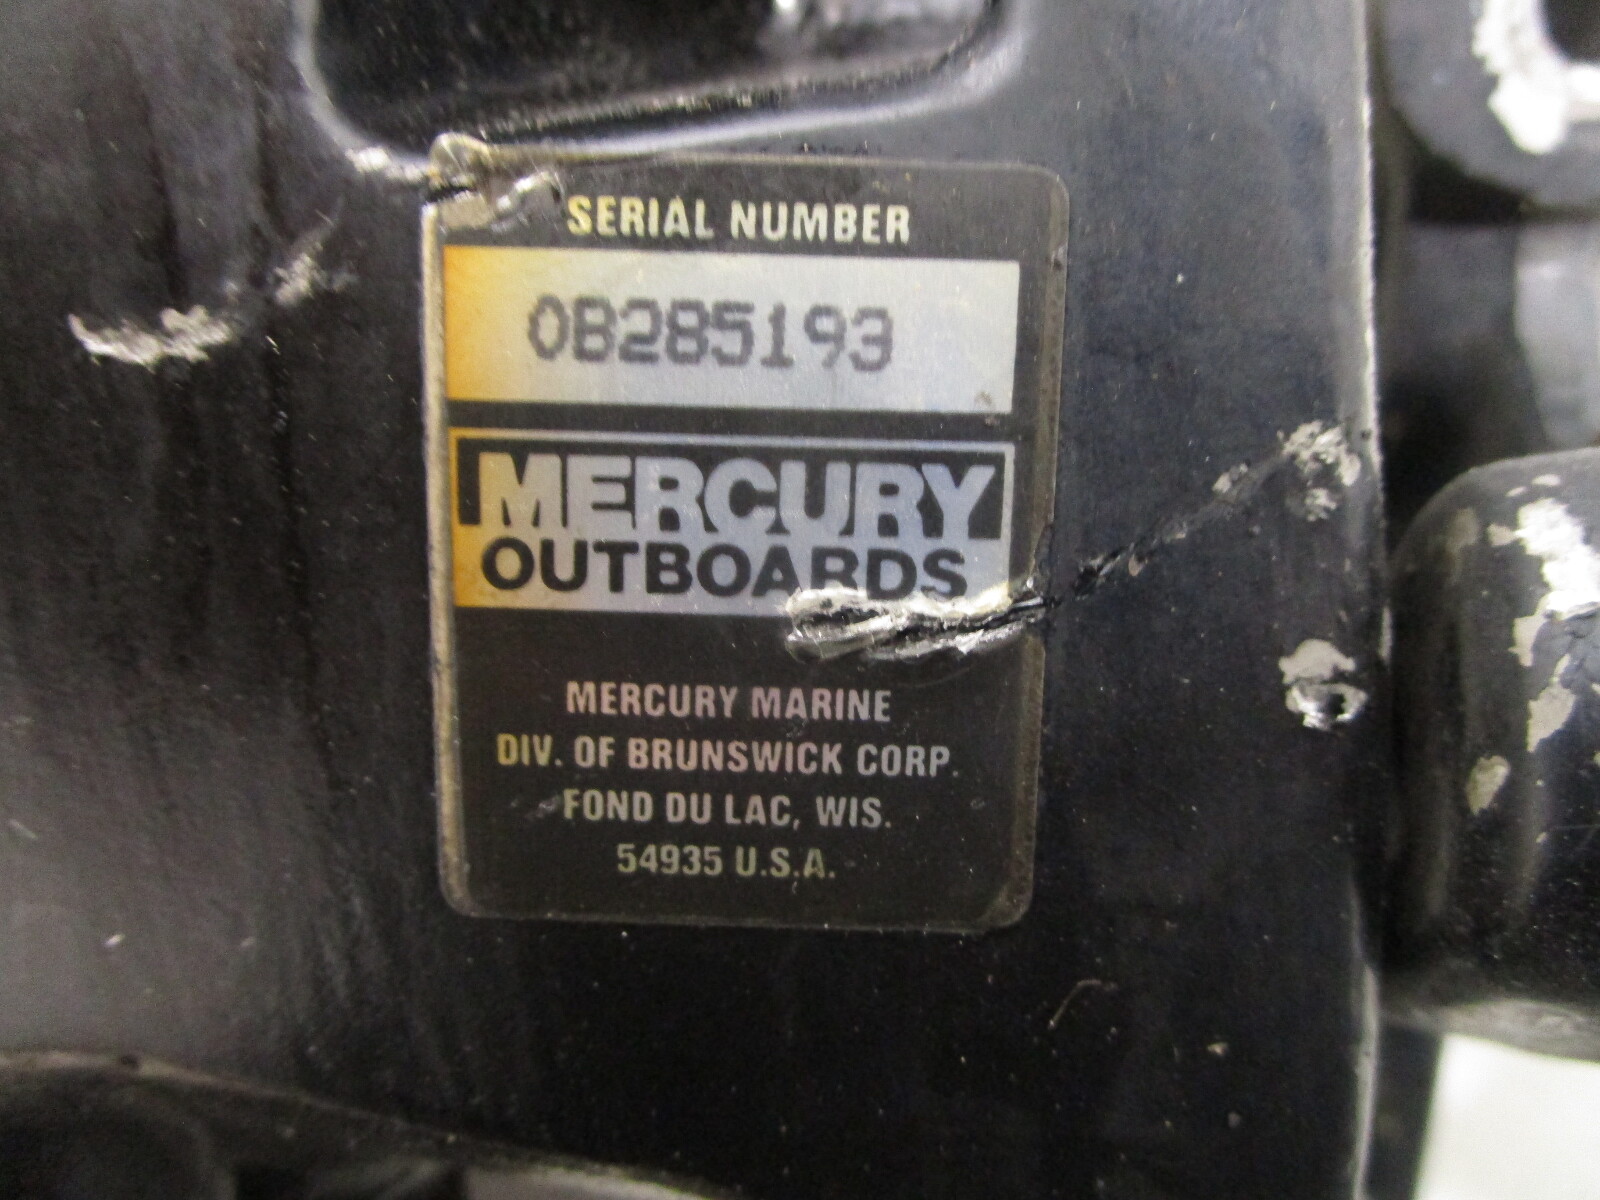 SERIAL NUMBER
0B285193
MERCURY
OUTBOARDS
MERCURY MARINE
DIV. OF BRUNSWICK CORP.
FOND DU LAC, WIS.
54935 U.S.A.